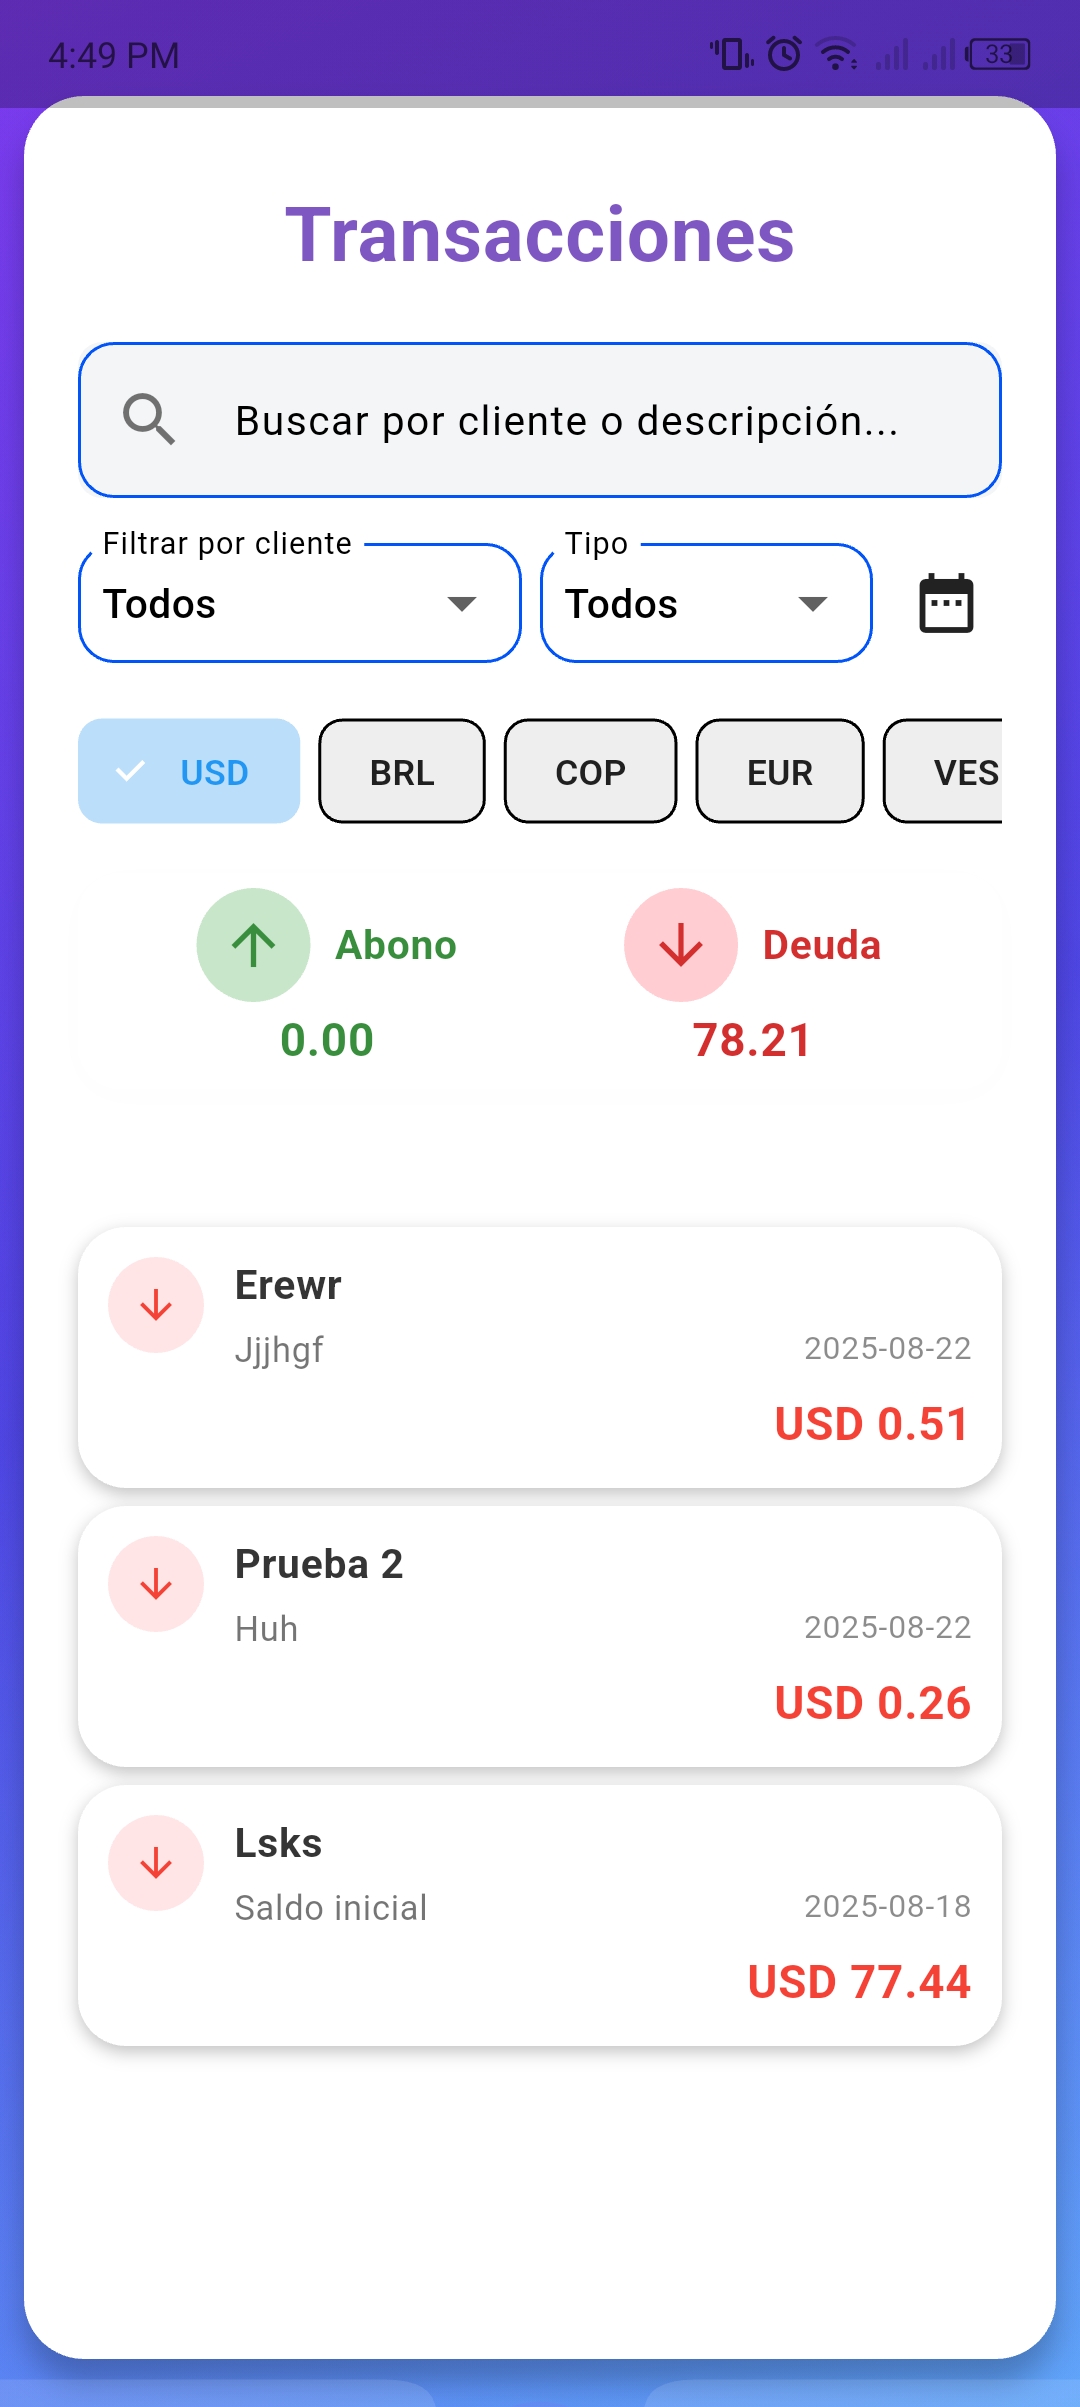 4:49 PM
33
Transacciones
Buscar por cliente o descripción...
Filtrar por cliente
Tipo
Todos
Todos
USD
BRL
COP
EUR
VES
Abono
Deuda
0.00
78.21
Erewr
Jjjhgf
2025-08-22
USD 0.51
Prueba 2
Huh
2025-08-22
USD 0.26
Lsks
Saldo inicial
2025-08-18
USD 77.44